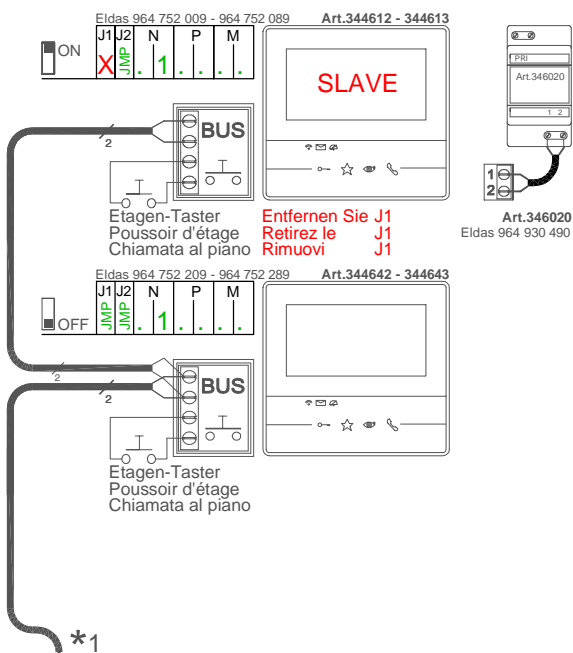 Eldas 964 752 009 - 964 752 089 Art.344612 - 344613
ON
J1 J2 N P M
X JMP . 1 . . . .
SLAVE
BUS
2
Etagen-Taster
Poussoir d'étage
Chiamata al piano
Entfernen Sie J1
Retirez le J1
Rimuovi J1
PRI
Art.346020
1 2
1
2
Art.346020
Eldas 964 930 490
Eldas 964 752 209 - 964 752 289 Art.344642 - 344643
OFF
J1 J2 N P M
JMP JMP . 1 . . . .
BUS
2
2
Etagen-Taster
Poussoir d'étage
Chiamata al piano
*1